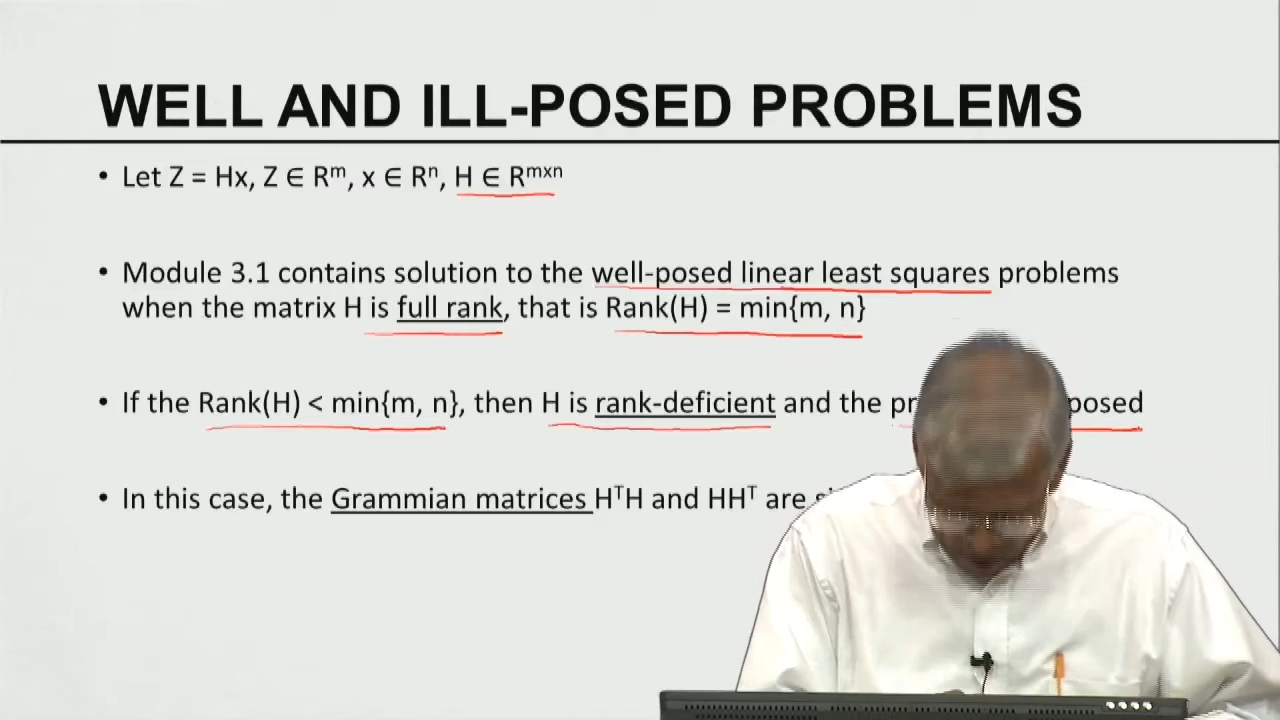 WELL AND ILL-POSED PROBLEMS
• Let Z = Hx, Z ∈ Rᵐ, x ∈ Rⁿ, H ∈ Rᵐˣⁿ
• Module 3.1 contains solution to the well-posed linear least squares problems
when the matrix H is full rank, that is Rank(H) = min{m, n}
• If the Rank(H) < min{m, n}, then H is rank-deficient and the posed
• In this case, the Grammian matrices HᵀH and HHᵀ are